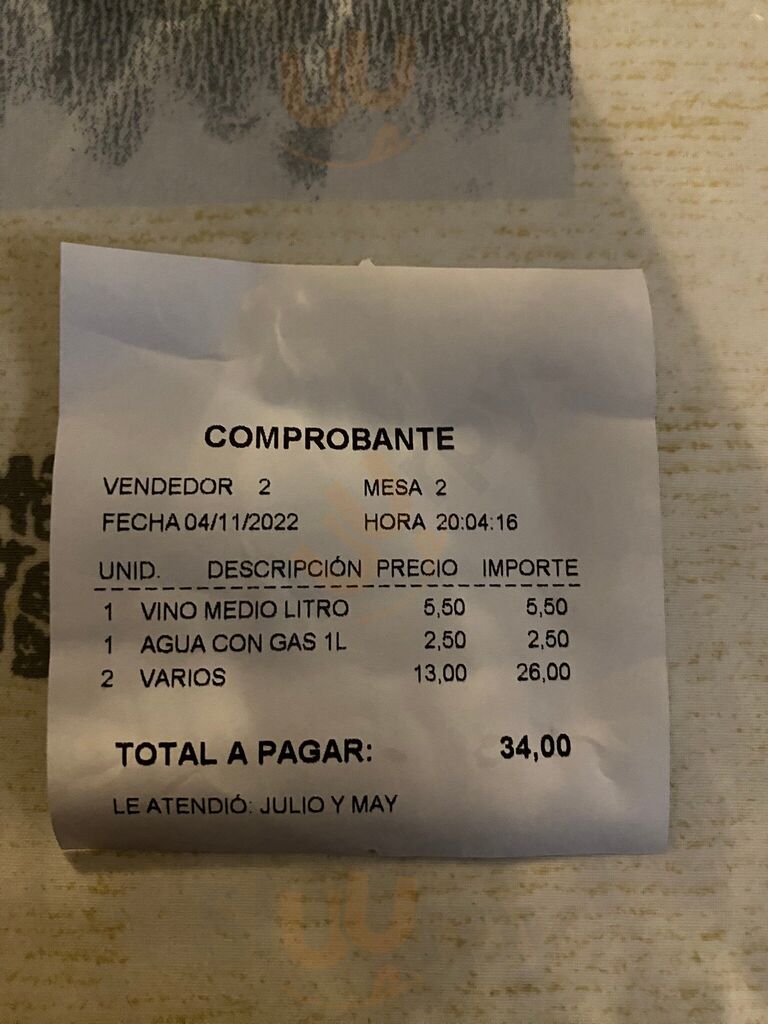 COMPROBANTE
VENDEDOR 2 MESA 2
FECHA 04/11/2022 HORA 20:04:16
UNID. DESCRIPCIÓN PRECIO IMPORTE
1 VINO MEDIO LITRO 5,50 5,50
1 AGUA CON GAS 1L 2,50 2,50
2 VARIOS 13,00 26,00
TOTAL A PAGAR: 34,00
LE ATENDIÓ: JULIO Y MAY